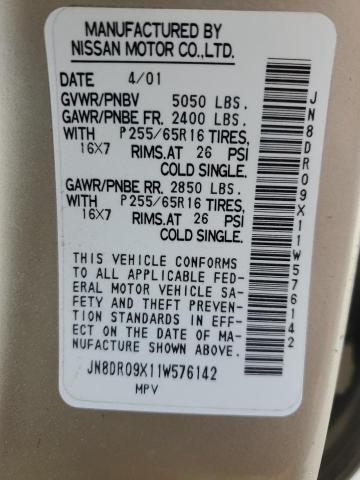 MANUFACTURED BY
NISSAN MOTOR CO.,LTD.
DATE 4/01
GVWR/PNBV 5050 LBS.
GAWR/PNBE FR. 2400 LBS.
WITH P255/65R16 TIRES,
16X7 RIMS.AT 26 PSI
COLD SINGLE.
GAWR/PNBE RR. 2850 LBS.
WITH P255/65R16 TIRES,
16X7 RIMS.AT 26 PSI
COLD SINGLE.
THIS VEHICLE CONFORMS
TO ALL APPLICABLE FED-
ERAL MOTOR VEHICLE SA-
FETY AND THEFT PREVEN-
TION STANDARDS IN EFF-
ECT ON THE DATE OF MA-
NUFACTURE SHOWN ABOVE.
JN8DR09X11W576142
MPV
JN8DR09X11W576142